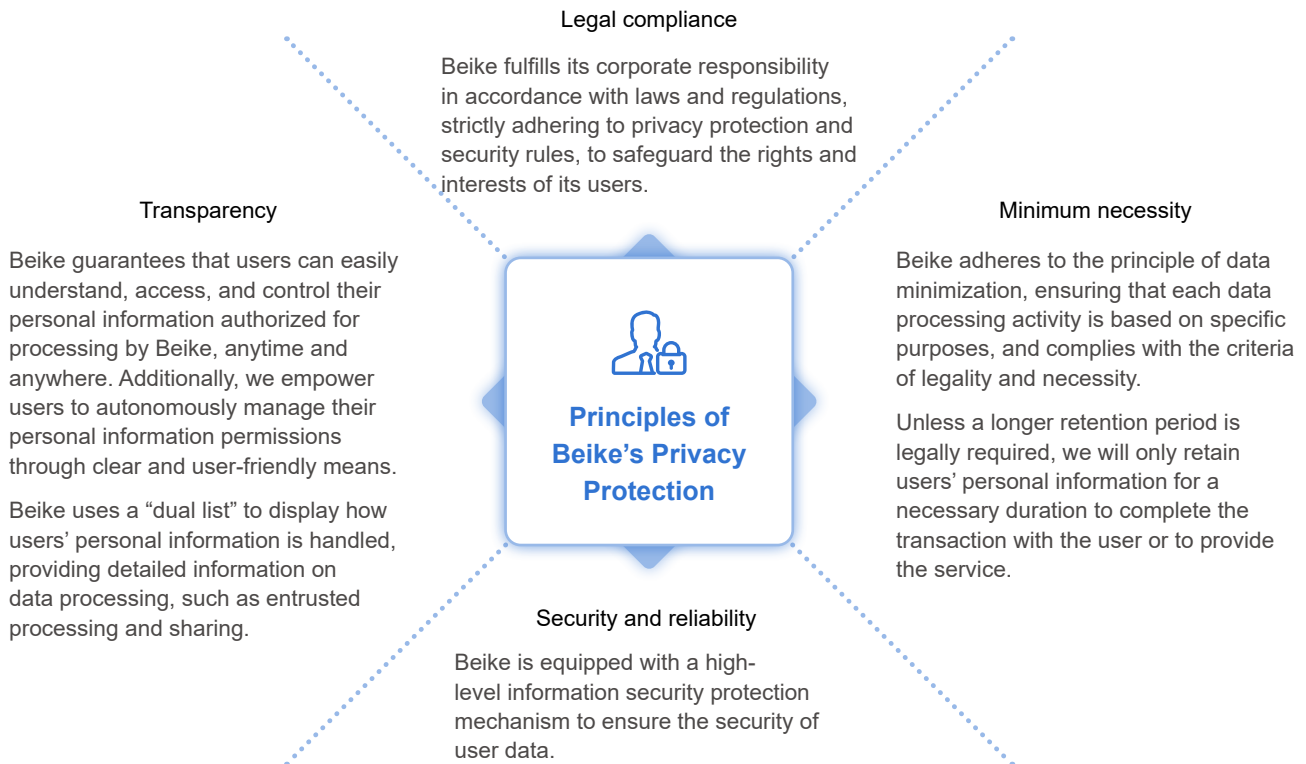 Legal compliance
Beike fulfills its corporate responsibility
in accordance with laws and regulations,
strictly adhering to privacy protection and
security rules, to safeguard the rights and
interests of its users.
Transparency
Beike guarantees that users can easily
understand, access, and control their
personal information authorized for
processing by Beike, anytime and
anywhere. Additionally, we empower
users to autonomously manage their
personal information permissions
through clear and user-friendly means.
Beike uses a “dual list” to display how
users’ personal information is handled,
providing detailed information on
data processing, such as entrusted
processing and sharing.
Principles of
Beike’s Privacy
Protection
Minimum necessity
Beike adheres to the principle of data
minimization, ensuring that each data
processing activity is based on specific
purposes, and complies with the criteria
of legality and necessity.
Unless a longer retention period is
legally required, we will only retain
users’ personal information for a
necessary duration to complete the
transaction with the user or to provide
the service.
Security and reliability
Beike is equipped with a high-
level information security protection
mechanism to ensure the security of
user data.